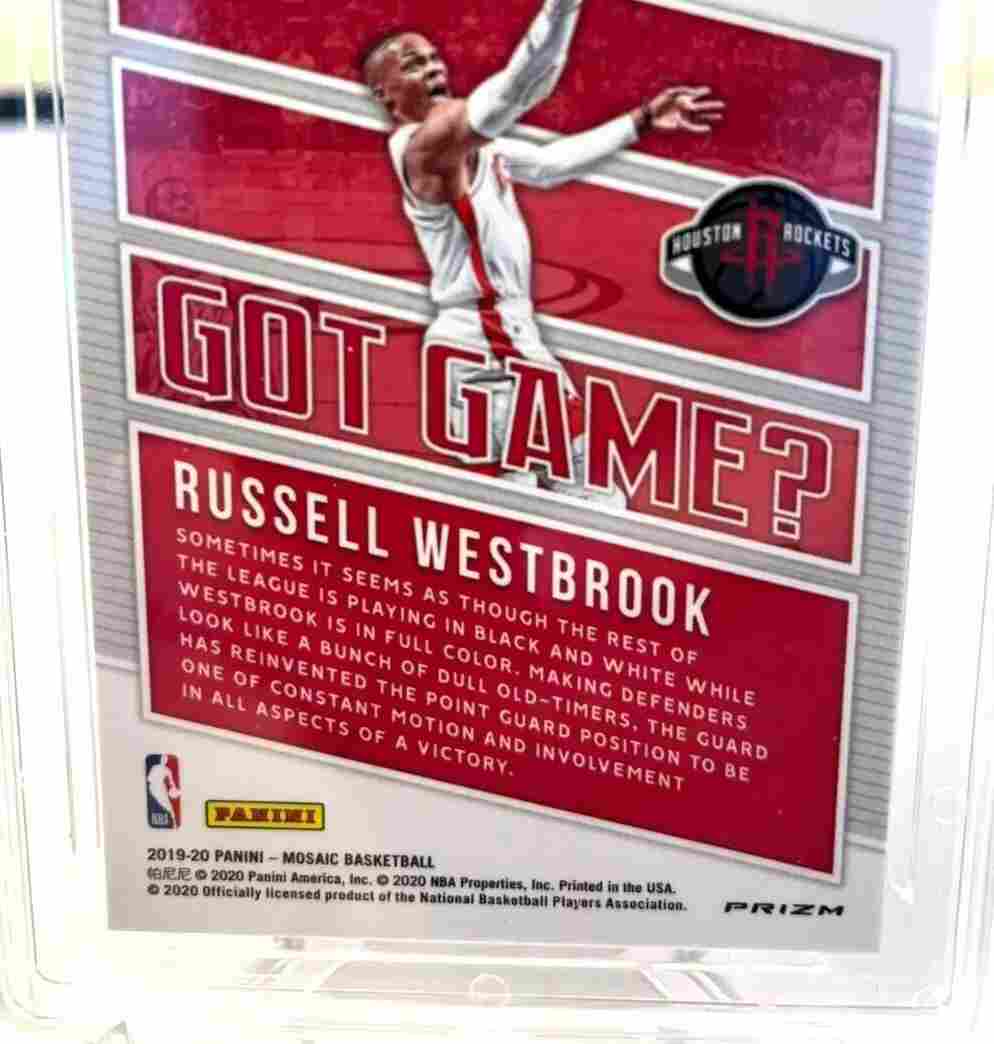 HOUSTON ROCKETS
GOT GAME?
RUSSELL WESTBROOK
SOMETIMES IT SEEMS AS THOUGH THE REST OF
THE LEAGUE IS PLAYING IN BLACK AND WHITE WHILE
WESTBROOK IS IN FULL COLOR, MAKING DEFENDERS
LOOK LIKE A BUNCH OF DULL OLD-TIMERS. THE GUARD
HAS REINVENTED THE POINT GUARD POSITION TO BE
ONE OF CONSTANT MOTION AND INVOLVEMENT
IN ALL ASPECTS OF A VICTORY.
NBA
PANINI
2019-20 PANINI – MOSAIC BASKETBALL
帕尼尼 © 2020 Panini America, Inc. © 2020 NBA Properties, Inc. Printed in the USA.
© 2020 Officially licensed product of the National Basketball Players Association.
PRIZM